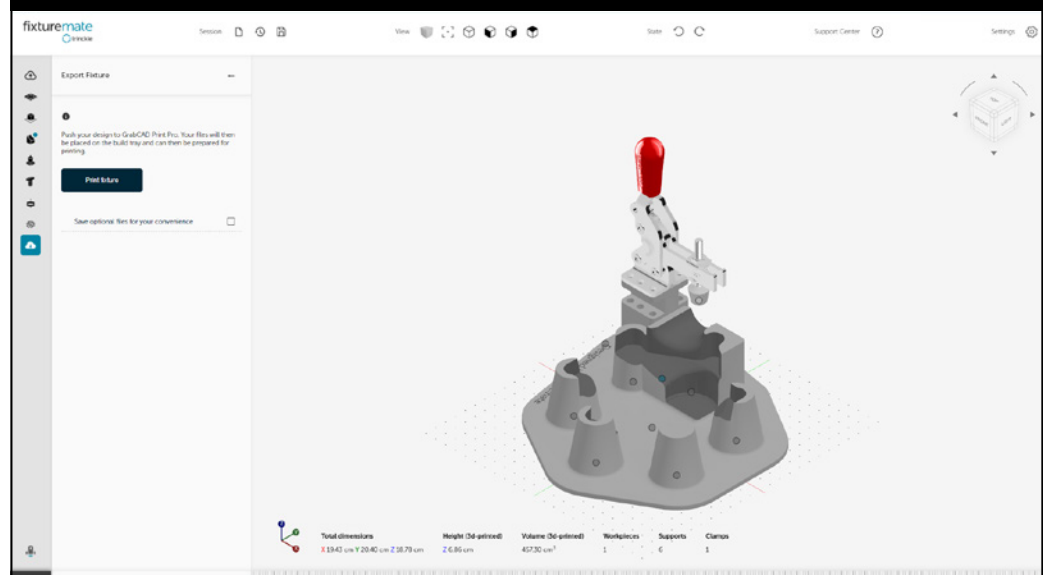 fixturemate
trinckle
Session
View
State
Support Center
Settings
Export Fixture
Push your design to GrabCAD Print Pro. Your files will then
be placed on the build tray and can then be prepared for
printing.
Print fixture
Save optional files for your convenience
Total dimensions
X 19.43 cm Y 20.40 cm Z 18.78 cm
Height (3d-printed)
Z 6.86 cm
Volume (3d-printed)
457.30 cm³
Workpieces
1
Supports
6
Clamps
1